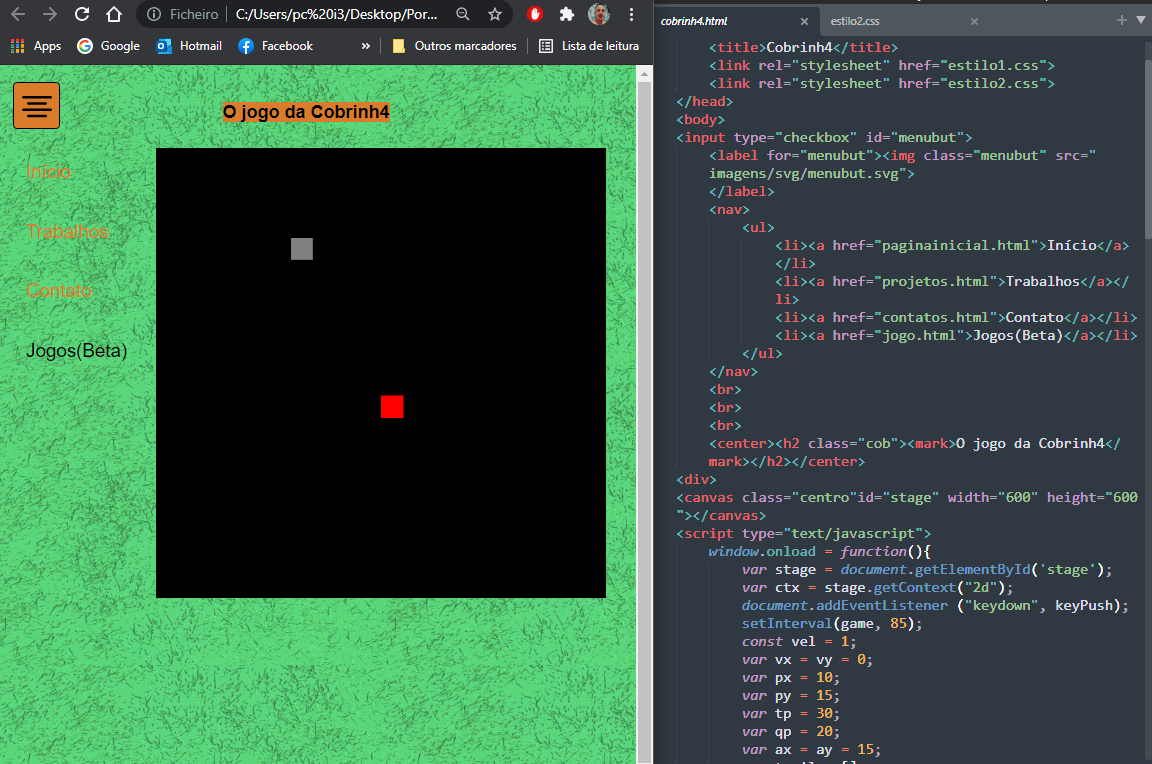 Ficheiro
C:/Users/pc%20i3/Desktop/Por...
Apps
Google
Hotmail
Facebook
»
Outros marcadores
Lista de leitura
O jogo da Cobrinh4
Início
Trabalhos
Contato
Jogos(Beta)
cobrinh4.html
estilo2.css
<title>Cobrinh4</title>
<link rel="stylesheet" href="estilo1.css">
<link rel="stylesheet" href="estilo2.css">
</head>
<body>
<input type="checkbox" id="menubut">
<label for="menubut"><img class="menubut" src="
imagens/svg/menubut.svg">
</label>
<nav>
<ul>
<li><a href="paginainicial.html">Início</a>
</li>
<li><a href="projetos.html">Trabalhos</a></
li>
<li><a href="contatos.html">Contato</a></li>
<li><a href="jogo.html">Jogos(Beta)</a></li>
</ul>
</nav>
<br>
<br>
<br>
<center><h2 class="cob"><mark>O jogo da Cobrinh4</
mark></h2></center>
<div>
<canvas class="centro"id="stage" width="600" height="600
"></canvas>
<script type="text/javascript">
window.onload = function(){
var stage = document.getElementById('stage');
var ctx = stage.getContext("2d");
document.addEventListener ("keydown", keyPush);
setInterval(game, 85);
const vel = 1;
var vx = vy = 0;
var px = 10;
var py = 15;
var tp = 30;
var qp = 20;
var ax = ay = 15;